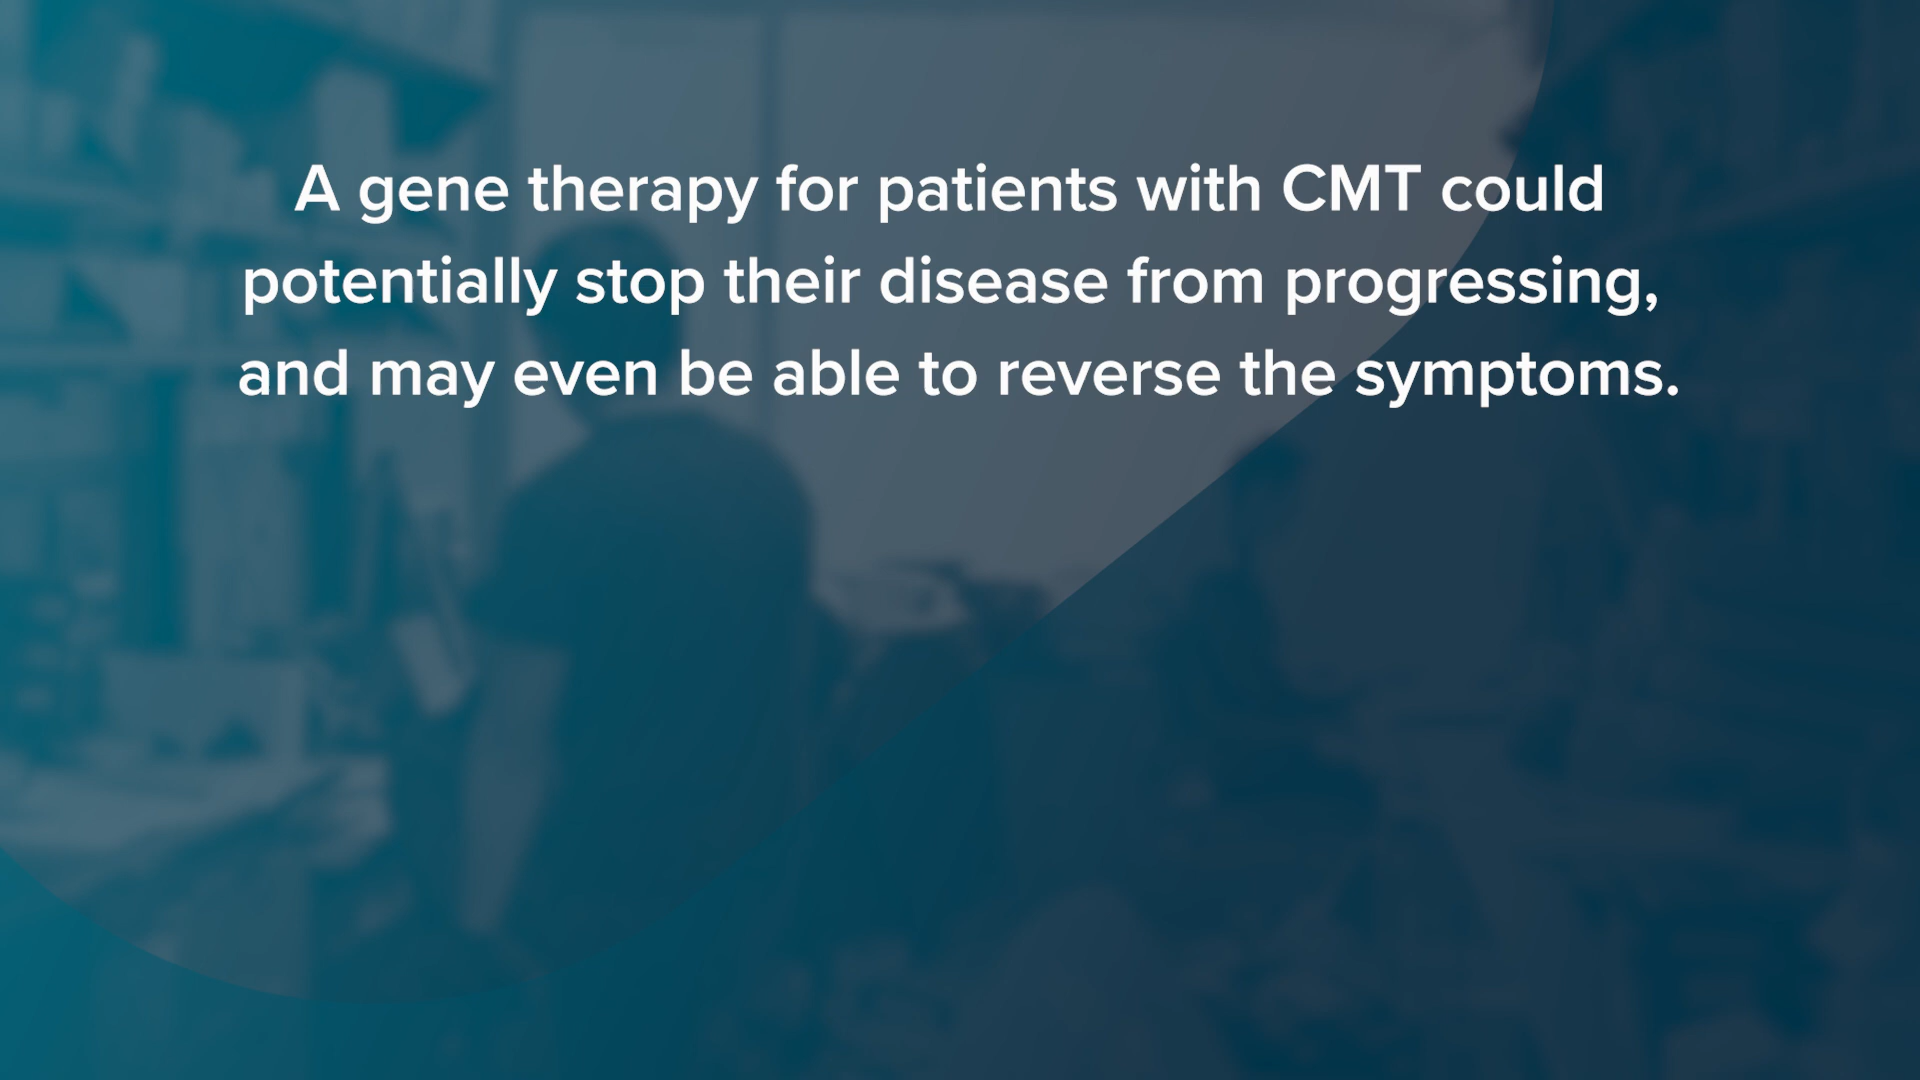 A gene therapy for patients with CMT could
potentially stop their disease from progressing,
and may even be able to reverse the symptoms.